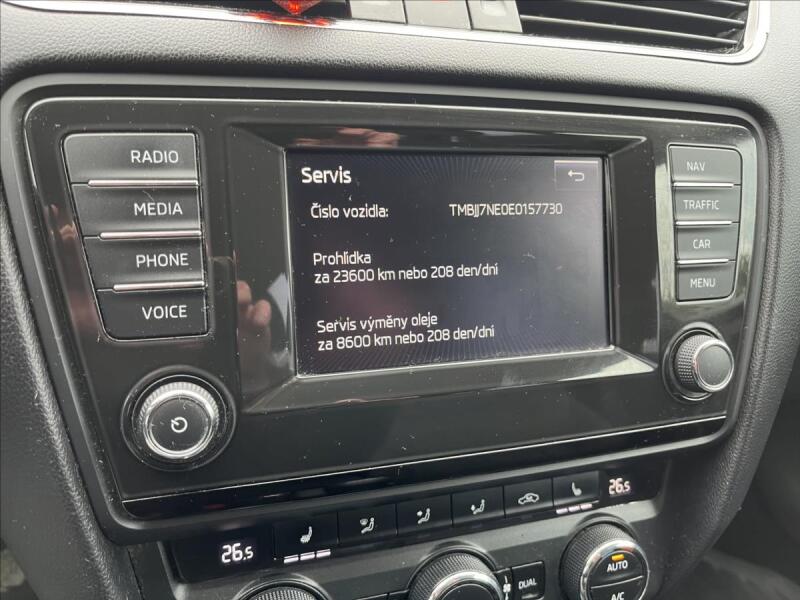 RADIO
MEDIA
PHONE
VOICE
Servis
Číslo vozidla: TMBJJ7NE0E0157730
Prohlídka
za 23600 km nebo 208 den/dní
Servis výměny oleje
za 8600 km nebo 208 den/dní
NAV
TRAFFIC
CAR
MENU
26.5
26.5
DUAL
AUTO
A/C